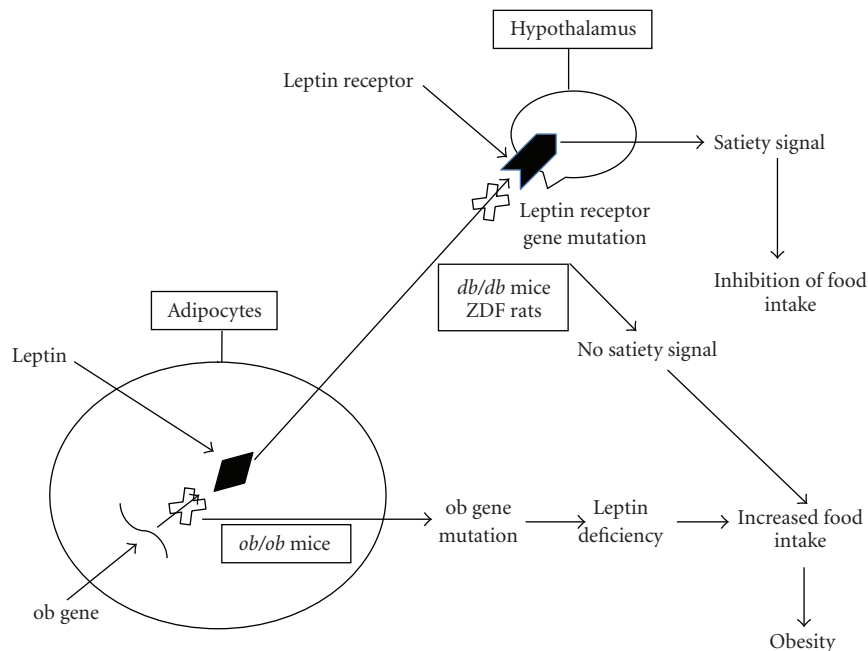 Hypothalamus
Leptin receptor
Satiety signal
Leptin receptor
gene mutation
Inhibition of food
intake
db/db mice
ZDF rats
Adipocytes
No satiety signal
Leptin
ob gene
mutation
Leptin
deficiency
Increased food
intake
ob/ob mice
ob gene
Obesity